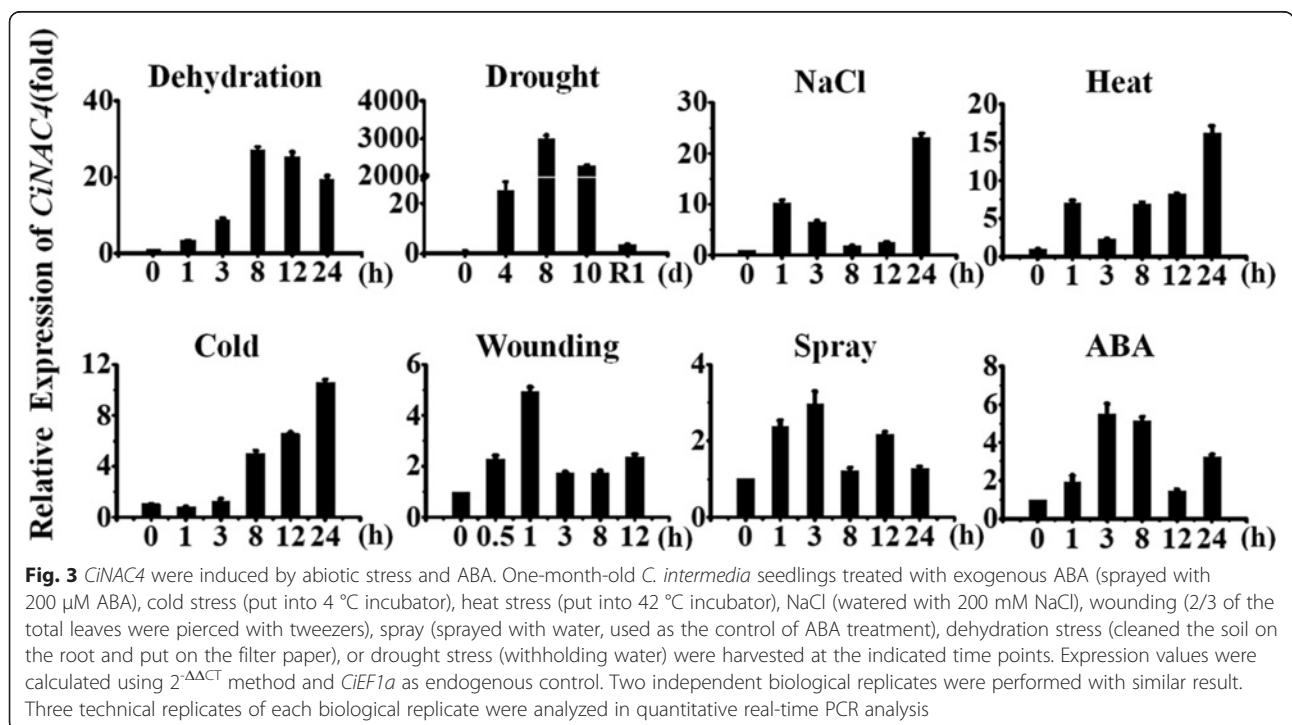 Relative Expression of CiNAC4(fold)
Dehydration
40
20
0
0 1 3 8 12 24 (h)
Drought
4000
3000
2000
20
0
0 4 8 10 R1 (d)
NaCl
30
20
10
0
0 1 3 8 12 24 (h)
Heat
20
15
10
5
0
0 1 3 8 12 24 (h)
Cold
12
8
4
0
0 1 3 8 12 24 (h)
Wounding
6
4
2
0
0 0.5 1 3 8 12 (h)
Spray
4
2
0
0 1 3 8 12 24 (h)
ABA
8
6
4
2
0
0 1 3 8 12 24 (h)
Fig. 3 CiNAC4 were induced by abiotic stress and ABA. One-month-old C. intermedia seedlings treated with exogenous ABA (sprayed with
200 μM ABA), cold stress (put into 4 °C incubator), heat stress (put into 42 °C incubator), NaCl (watered with 200 mM NaCl), wounding (2/3 of the
total leaves were pierced with tweezers), spray (sprayed with water, used as the control of ABA treatment), dehydration stress (cleaned the soil on
the root and put on the filter paper), or drought stress (withholding water) were harvested at the indicated time points. Expression values were
calculated using 2-ΔΔCT method and CiEF1a as endogenous control. Two independent biological replicates were performed with similar result.
Three technical replicates of each biological replicate were analyzed in quantitative real-time PCR analysis